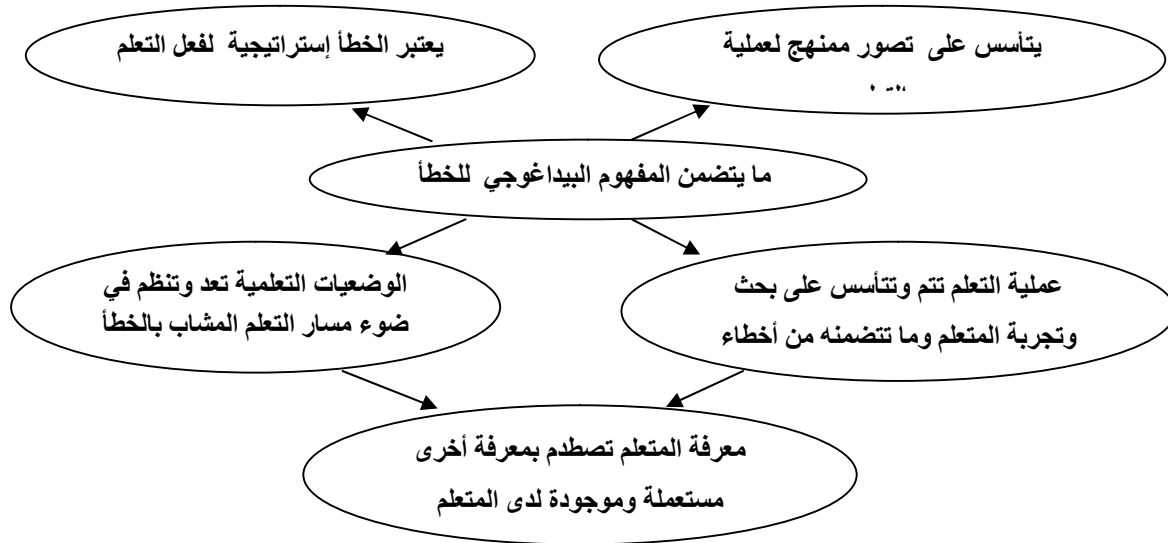 يتأسس على تصور ممنهج لعملية
يعتبر الخطأ إستراتيجية لفعل التعلم
ما يتضمن المفهوم البيداغوجي للخطأ
عملية التعلم تتم وتتأسس على بحث
وتجربة المتعلم وما تتضمنه من أخطاء
الوضعيات التعلمية تعد وتنظم في
ضوء مسار التعلم المشاب بالخطأ
معرفة المتعلم تصطدم بمعرفة أخرى
مستعملة وموجودة لدى المتعلم